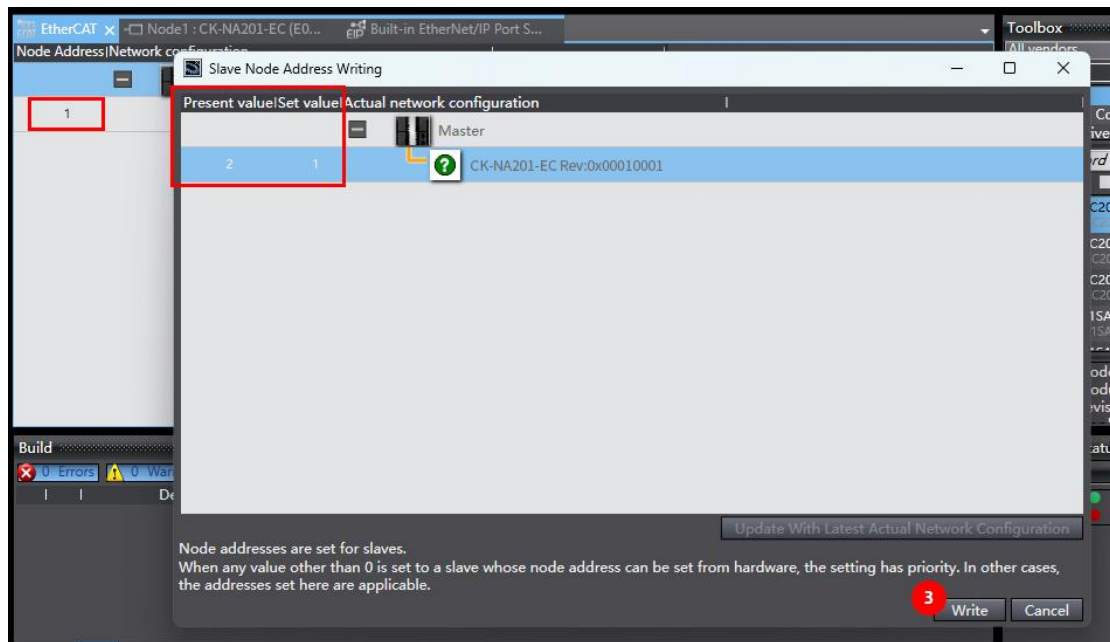 EtherCAT Node1 : CK-NA201-EC (E0... EIP Built-in EtherNet/IP Port S...
Toolbox
Node Address|Network configuration
All vendors
Slave Node Address Writing
Present value|Set value|Actual network configuration
1
Master
2 1 CK-NA201-EC Rev:0x00010001
Build
0 Errors 0 War
De
Update With Latest Actual Network Configuration
Node addresses are set for slaves.
When any value other than 0 is set to a slave whose node address can be set from hardware, the setting has priority. In other cases,
the addresses set here are applicable.
3
Write Cancel